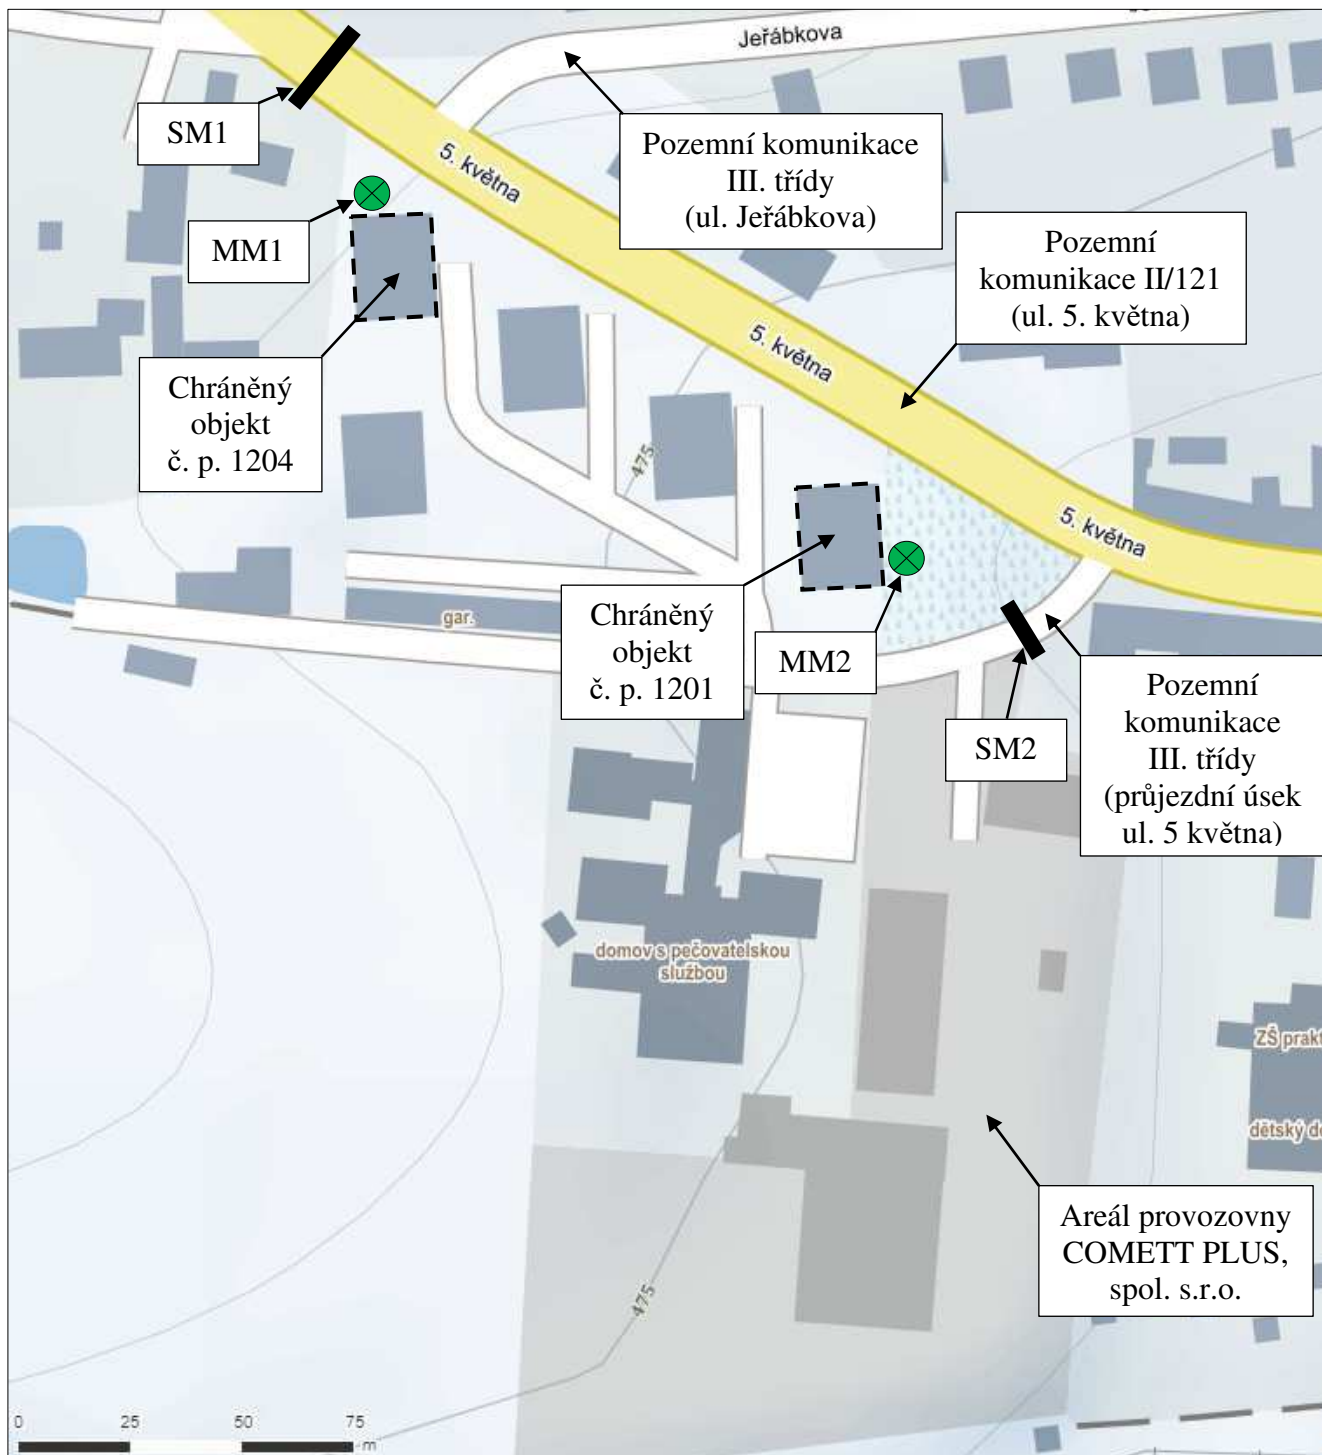 Jeřábkova
SM1
Pozemní komunikace
III. třídy
(ul. Jeřábkova)
5. května
MM1
Pozemní
komunikace II/121
(ul. 5. května)
5. května
Chráněný
objekt
č. p. 1204
475
5. května
gar.
Chráněný
objekt
č. p. 1201
MM2
SM2
Pozemní
komunikace
III. třídy
(průjezdní úsek
ul. 5 května)
domov s pečovatelskou
službou
ZŠ prakt
dětský do
Areál provozovny
COMETT PLUS,
spol. s.r.o.
475
0 25 50 75
m